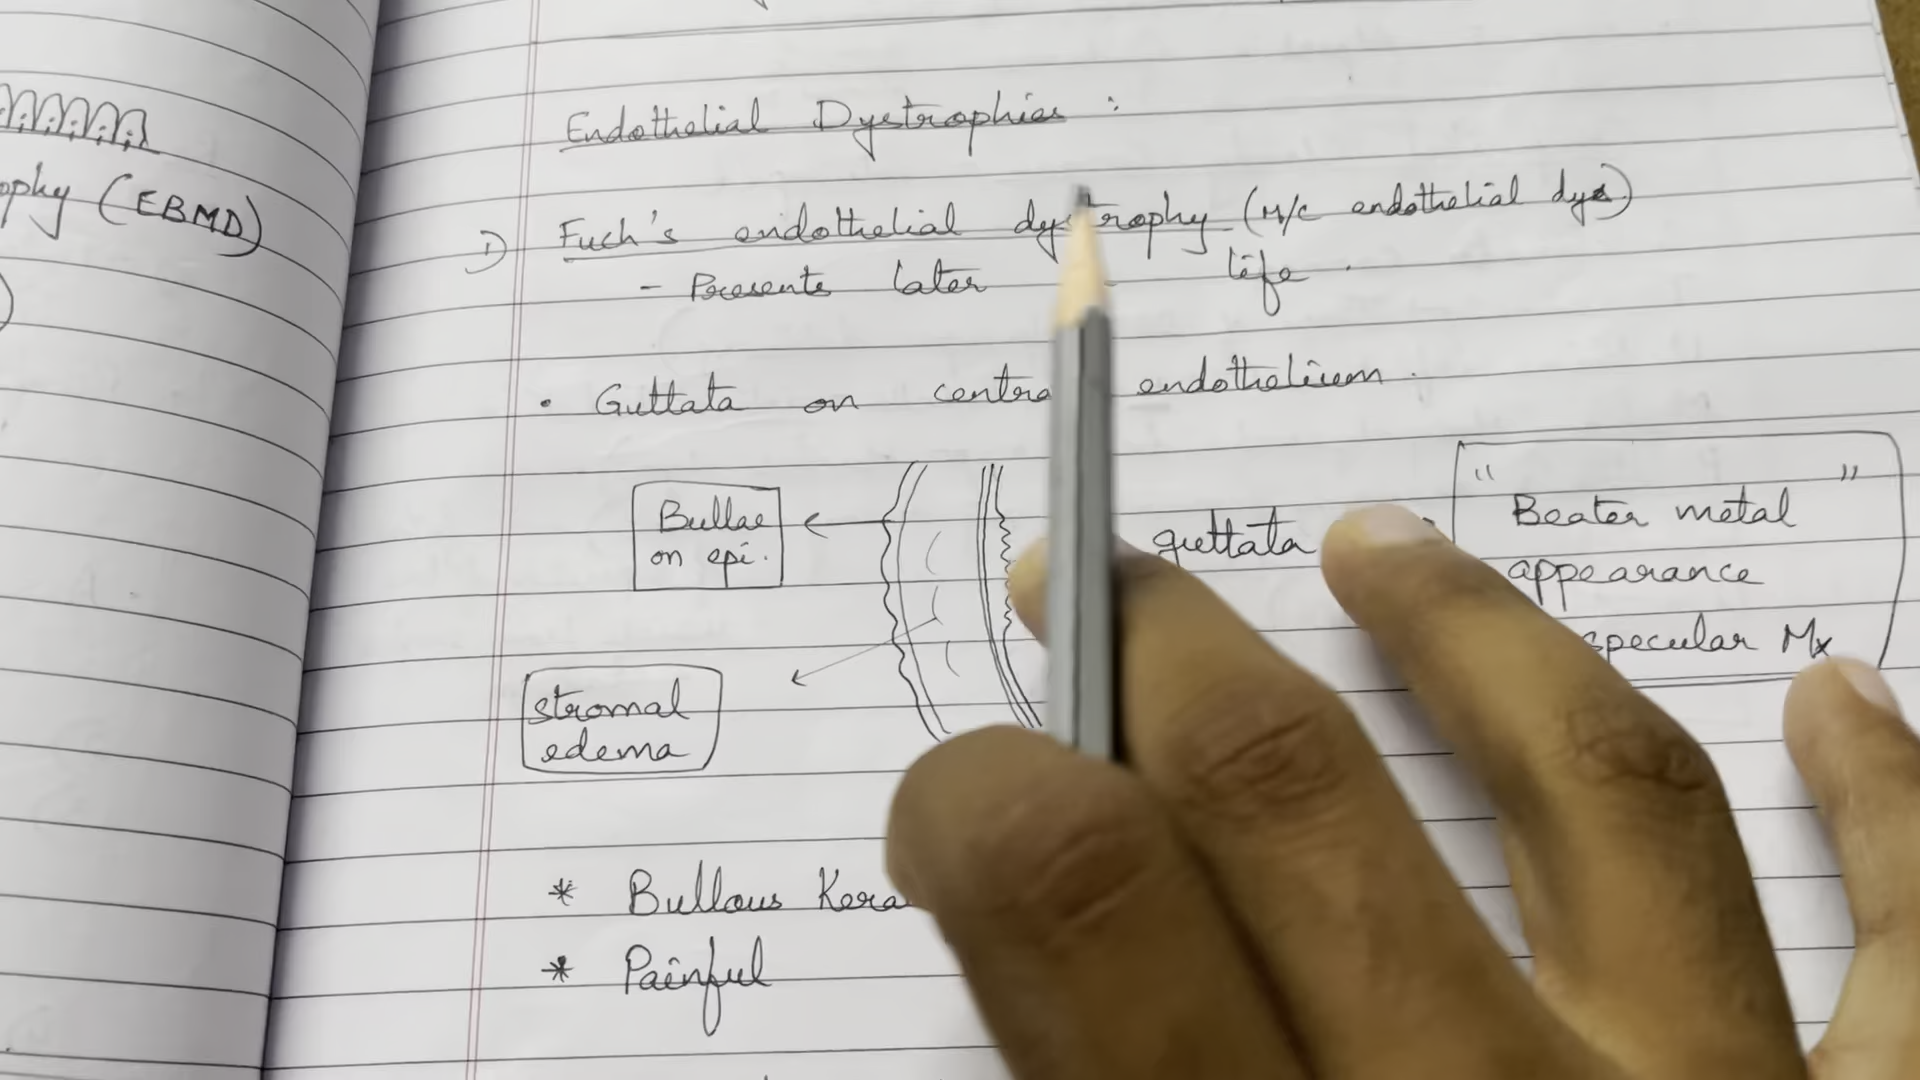 ophy (EBMD)
Endothelial Dystrophies :
1) Fuch's endothelial dystrophy (M/C endothelial dys)
- Presents later life.
• Guttata on central endothelium.
Bullae
on epi.
guttata
"Beaten metal
appearance
specular Mx"
stromal
edema
* Bullous Kera
* Painful